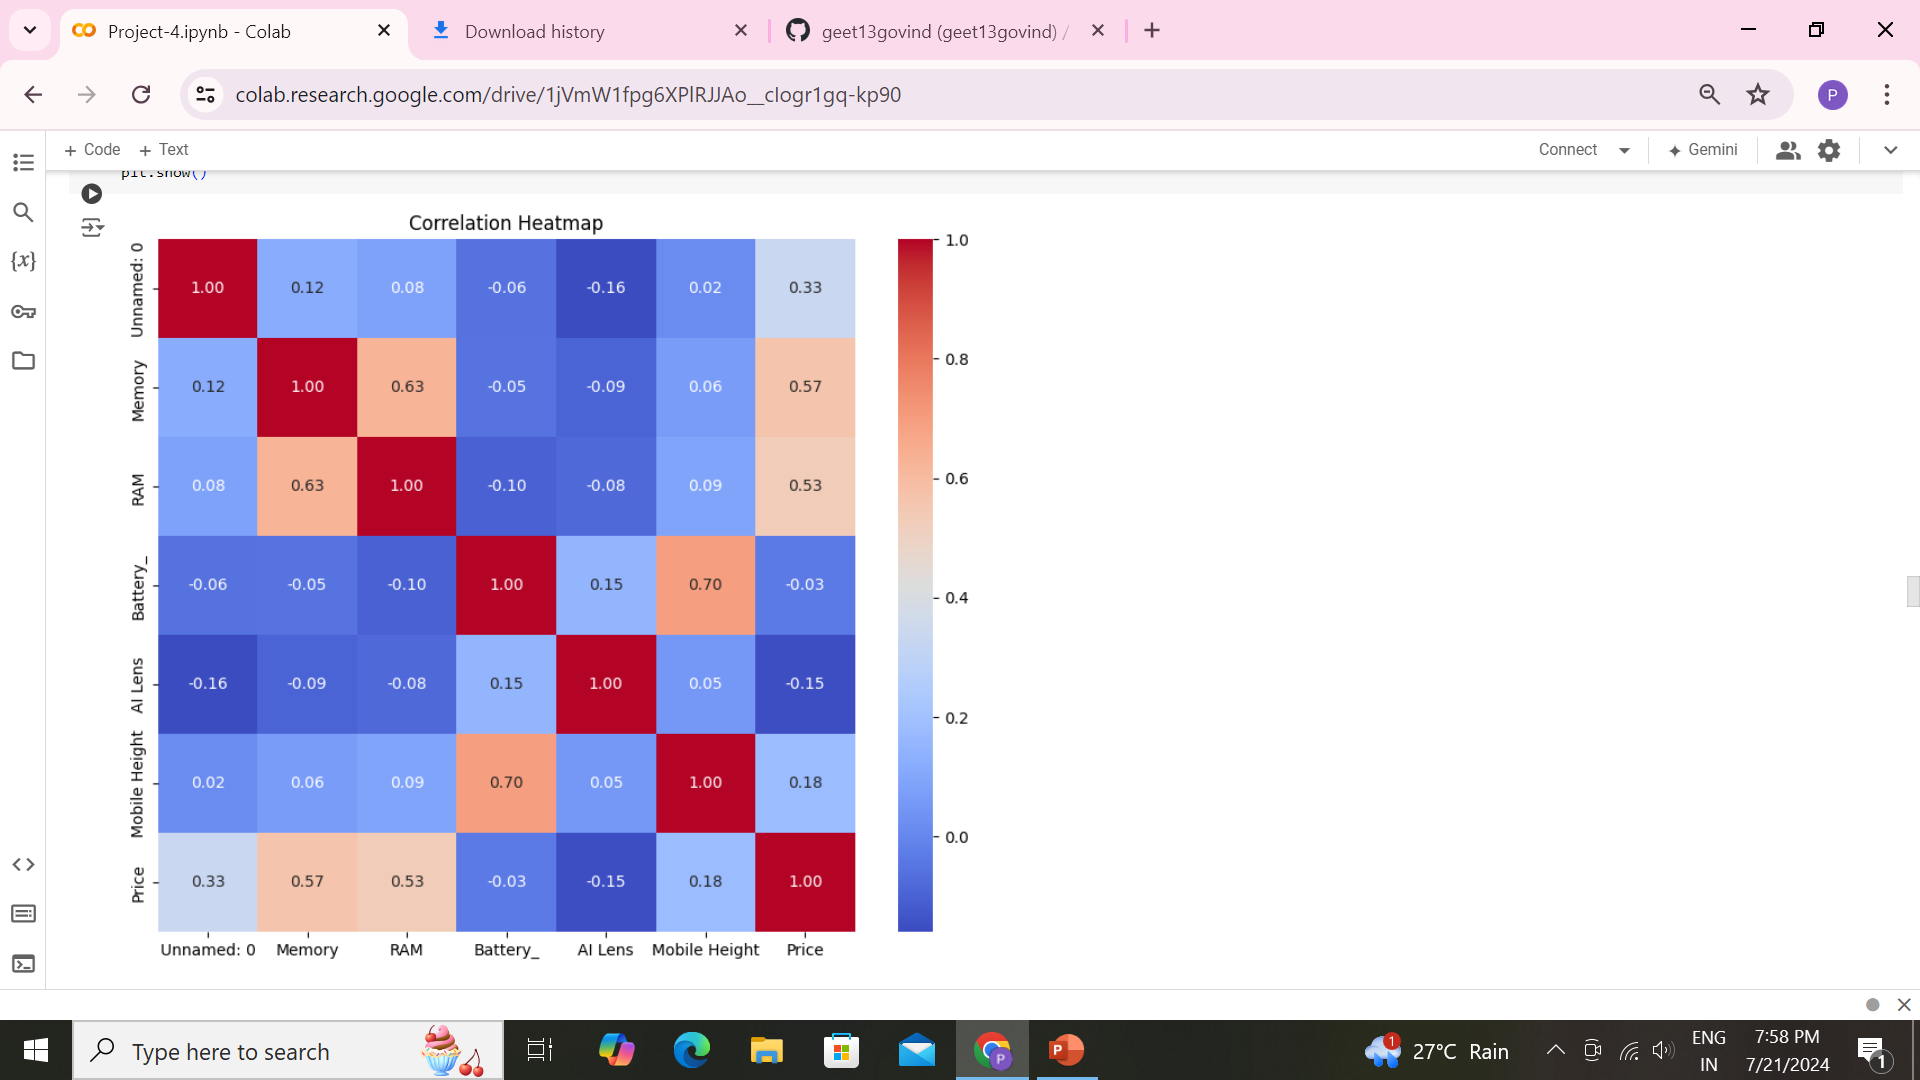 Project-4.ipynb - Colab
Download history
geet13govind (geet13govind) /
colab.research.google.com/drive/1jVmW1fpg6XPlRJJAo__cIogr1gq-kp90
P
+ Code + Text
Connect
Gemini
plt.show()
{x}
Correlation Heatmap
Unnamed: 0 1.00 0.12 0.08 -0.06 -0.16 0.02 0.33
Memory 0.12 1.00 0.63 -0.05 -0.09 0.06 0.57
RAM 0.08 0.63 1.00 -0.10 -0.08 0.09 0.53
Battery_ -0.06 -0.05 -0.10 1.00 0.15 0.70 -0.03
AI Lens -0.16 -0.09 -0.08 0.15 1.00 0.05 -0.15
Mobile Height 0.02 0.06 0.09 0.70 0.05 1.00 0.18
Price 0.33 0.57 0.53 -0.03 -0.15 0.18 1.00
Unnamed: 0 Memory RAM Battery_ AI Lens Mobile Height Price
1.0
0.8
0.6
0.4
0.2
0.0
Type here to search
P
P
1
27°C Rain
ENG
IN
7:58 PM
7/21/2024
1